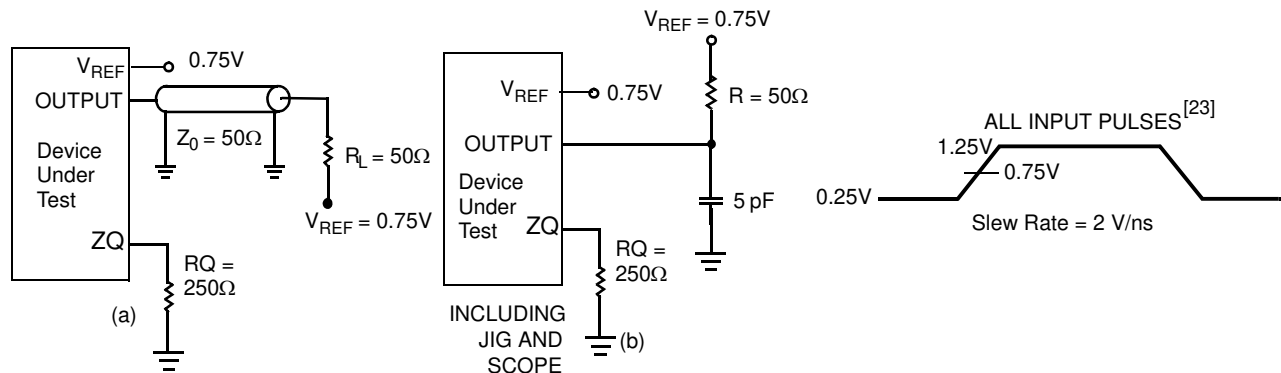 V_REF 0.75V
OUTPUT
Z_0 = 50Ω
Device
Under
Test
R_L = 50Ω
V_REF = 0.75V
ZQ
RQ =
250Ω
(a)
V_REF = 0.75V
V_REF 0.75V
R = 50Ω
OUTPUT
Device
Under
Test
5 pF
ZQ
RQ =
250Ω
INCLUDING
JIG AND
SCOPE
(b)
ALL INPUT PULSES[23]
1.25V
0.75V
0.25V
Slew Rate = 2 V/ns